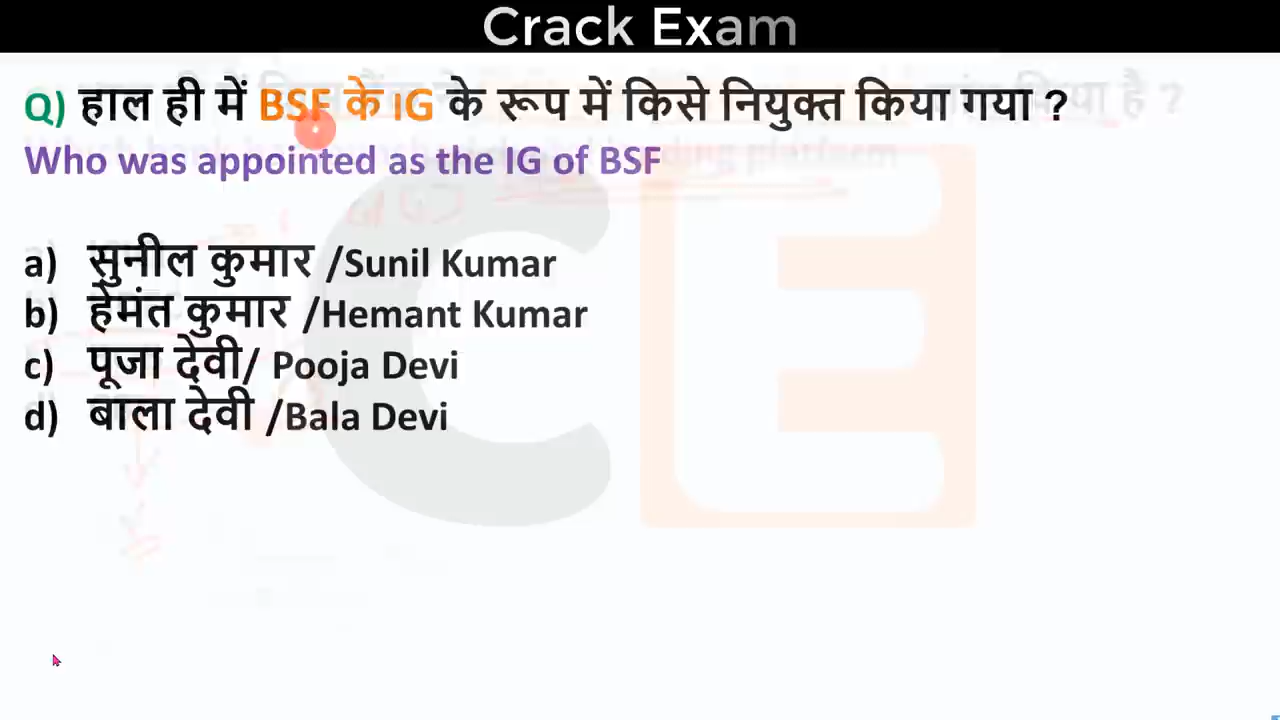 Crack Exam
Q) हाल ही में BSF के IG के रूप में किसे नियुक्त किया गया ?
Who was appointed as the IG of BSF
a) सुनील कुमार /Sunil Kumar
b) हेमंत कुमार /Hemant Kumar
c) पूजा देवी/ Pooja Devi
d) बाला देवी /Bala Devi
CE